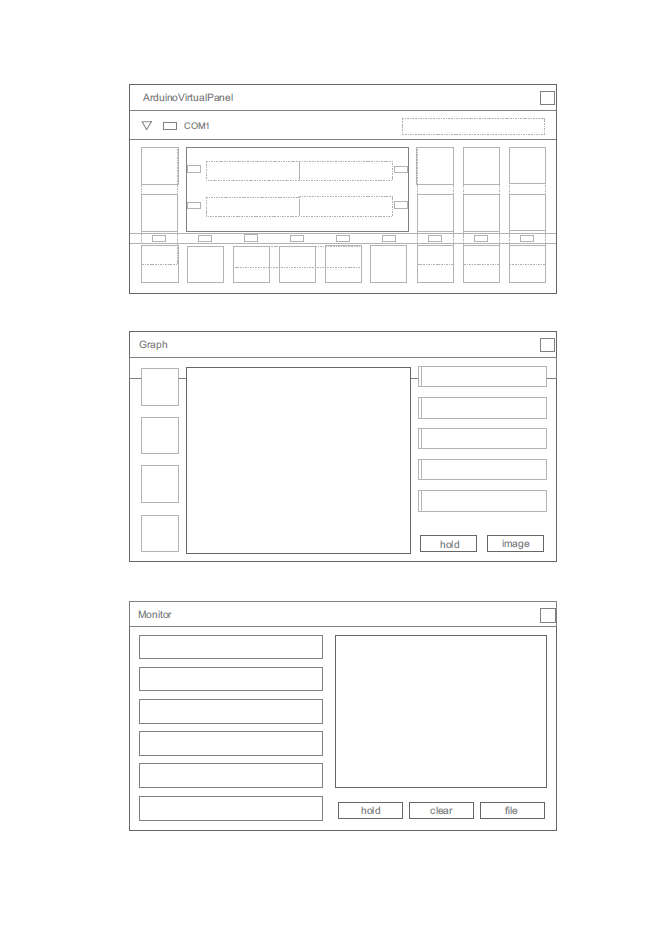 ArduinoVirtualPanel
COM1
Graph
hold image
Monitor
hold clear file